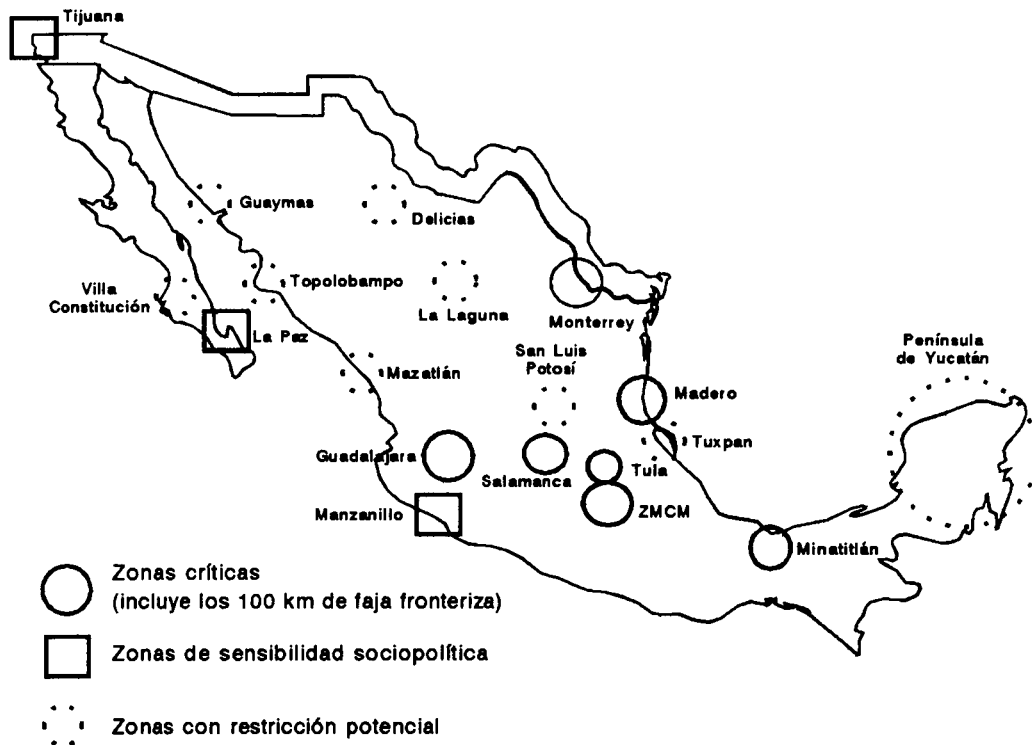 Tijuana
Guaymas
Delicias
Villa
Constitución
Topolobampo
La Laguna
Monterrey
La Paz
San Luis
Potosí
Península
de Yucatán
Mazatlán
Madero
Tuxpan
Guadalajara
Salamanca
Tula
Manzanillo
ZMCM
Minatitlán
Zonas críticas
(incluye los 100 km de faja fronteriza)
Zonas de sensibilidad sociopolítica
Zonas con restricción potencial